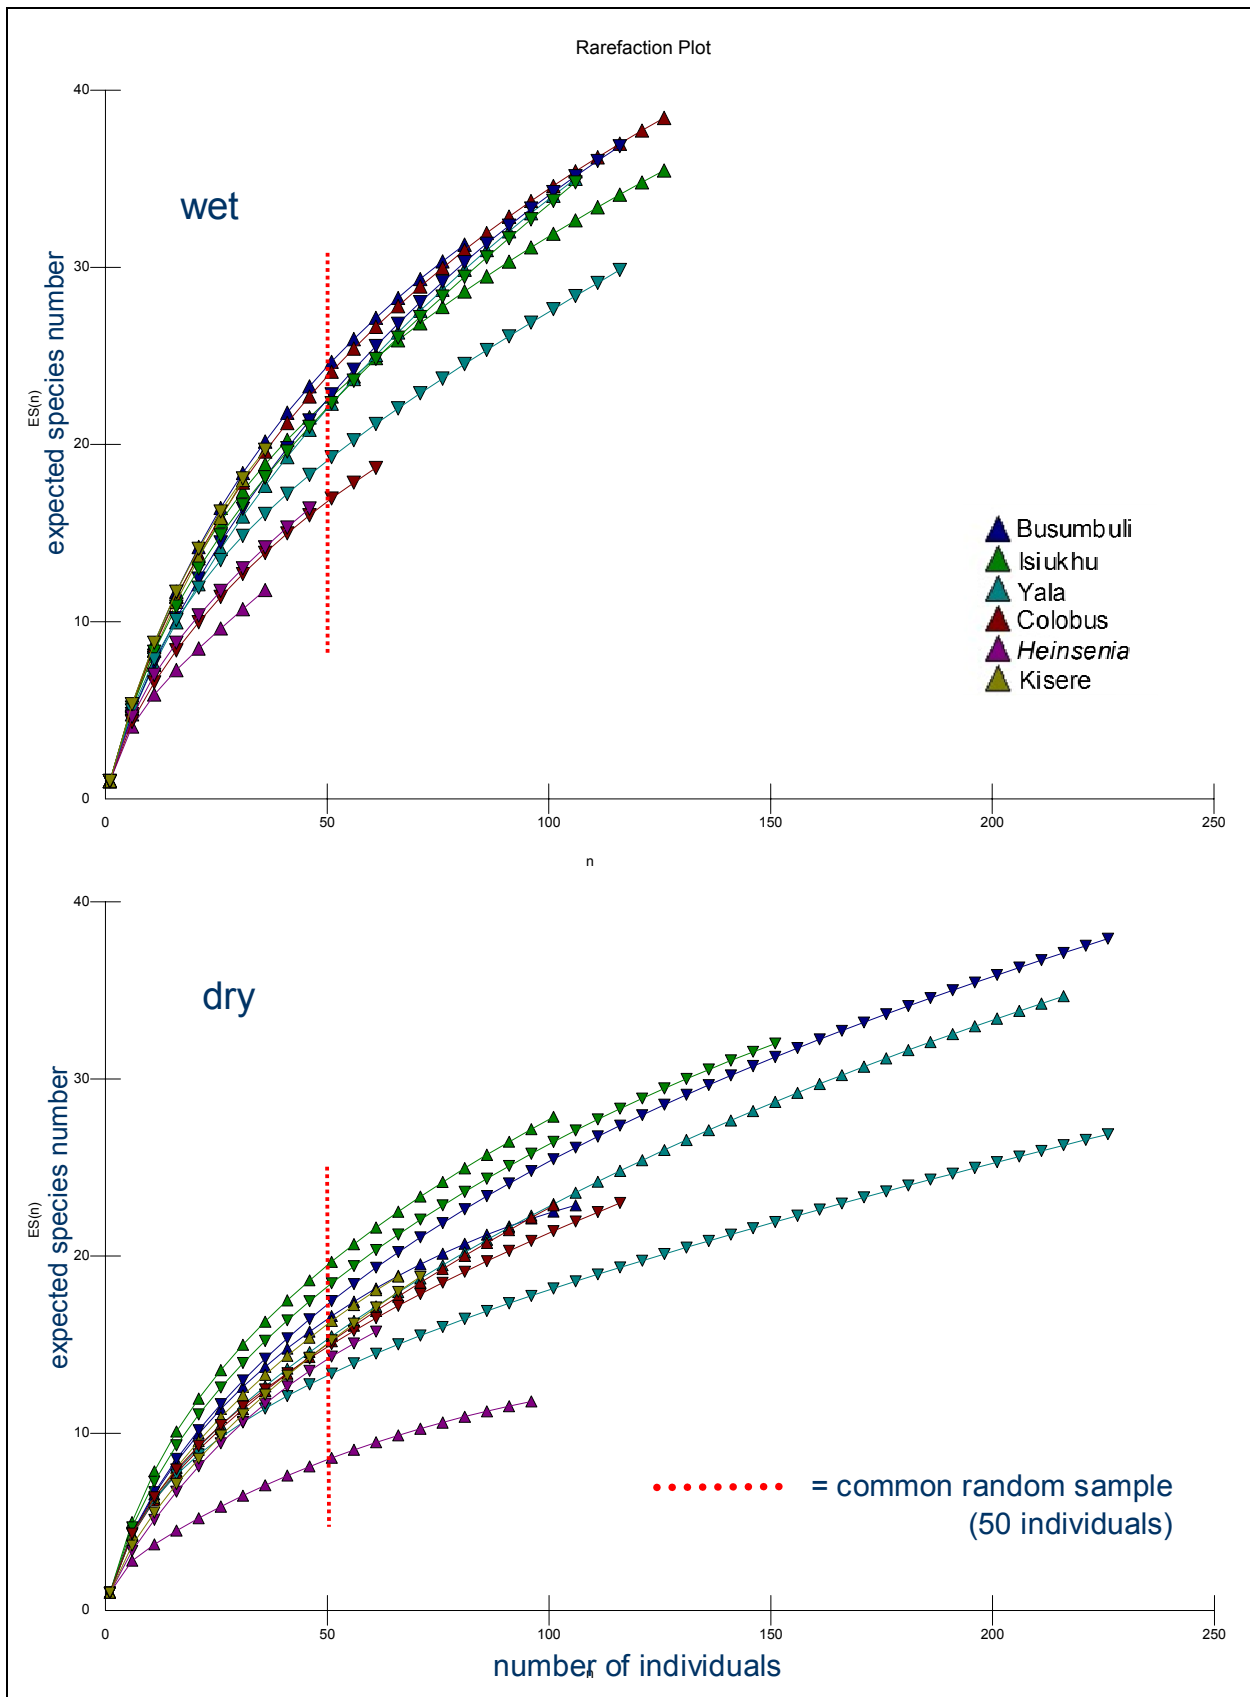 Rarefaction Plot
40
wet
30
ES(n)
expected species number
20
Busumbuli
Isiukhu
Yala
Colobus
Heinsenia
Kisere
10
0
0 50 100 150 200 250
n
40
dry
30
ES(n)
expected species number
20
10
= common random sample
(50 individuals)
0
0 50 100 150 200 250
n
number of individuals